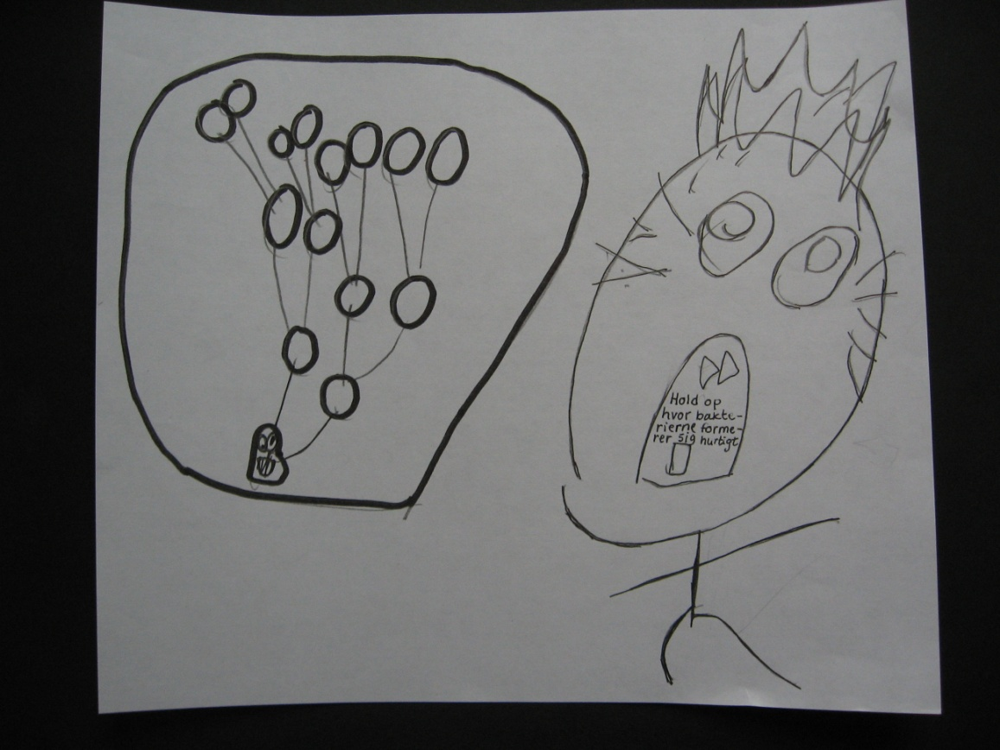 Hold op
hvor bakte-
rierne forme-
rer sig hurtigt